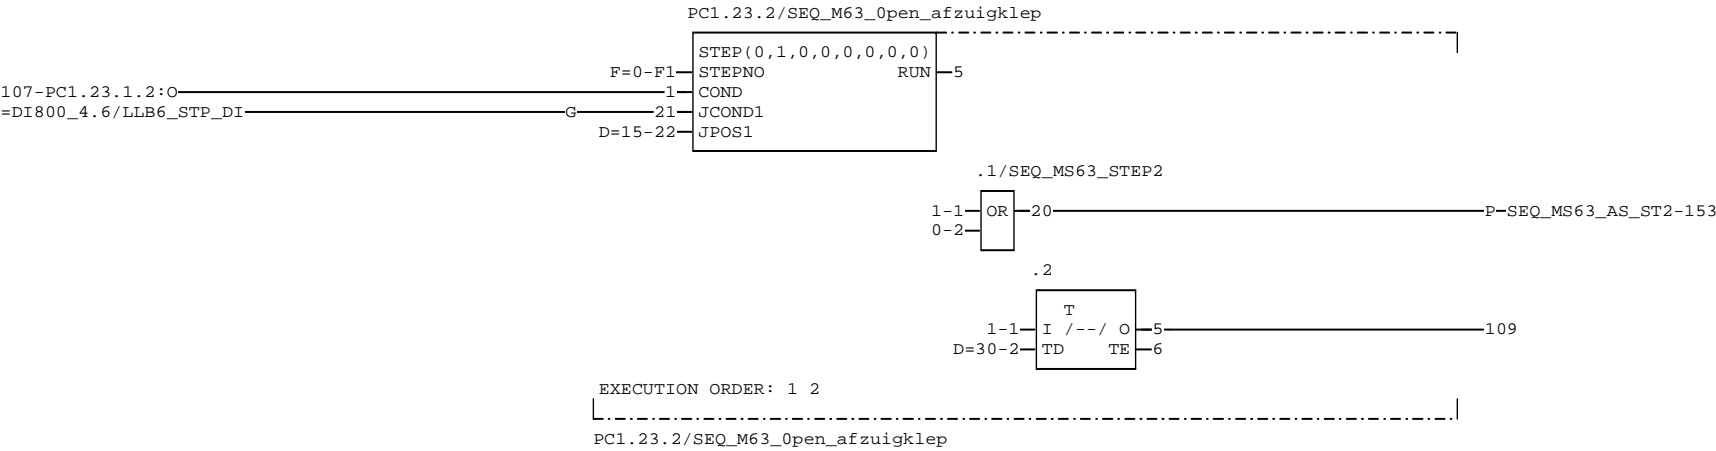 PC1.23.2/SEQ_M63_0pen_afzuigklep
STEP(0,1,0,0,0,0,0,0)
F=0-F1 STEPNO RUN 5
107-PC1.23.1.2:O 1 COND
=DI800_4.6/LLB6_STP_DI G 21 JCOND1
D=15-22 JPOS1
.1/SEQ_MS63_STEP2
1-1 OR 20 P-SEQ_MS63_AS_ST2-153
0-2
.2
T
1-1 I /--/ O 5 109
D=30-2 TD TE 6
EXECUTION ORDER: 1 2
PC1.23.2/SEQ_M63_0pen_afzuigklep